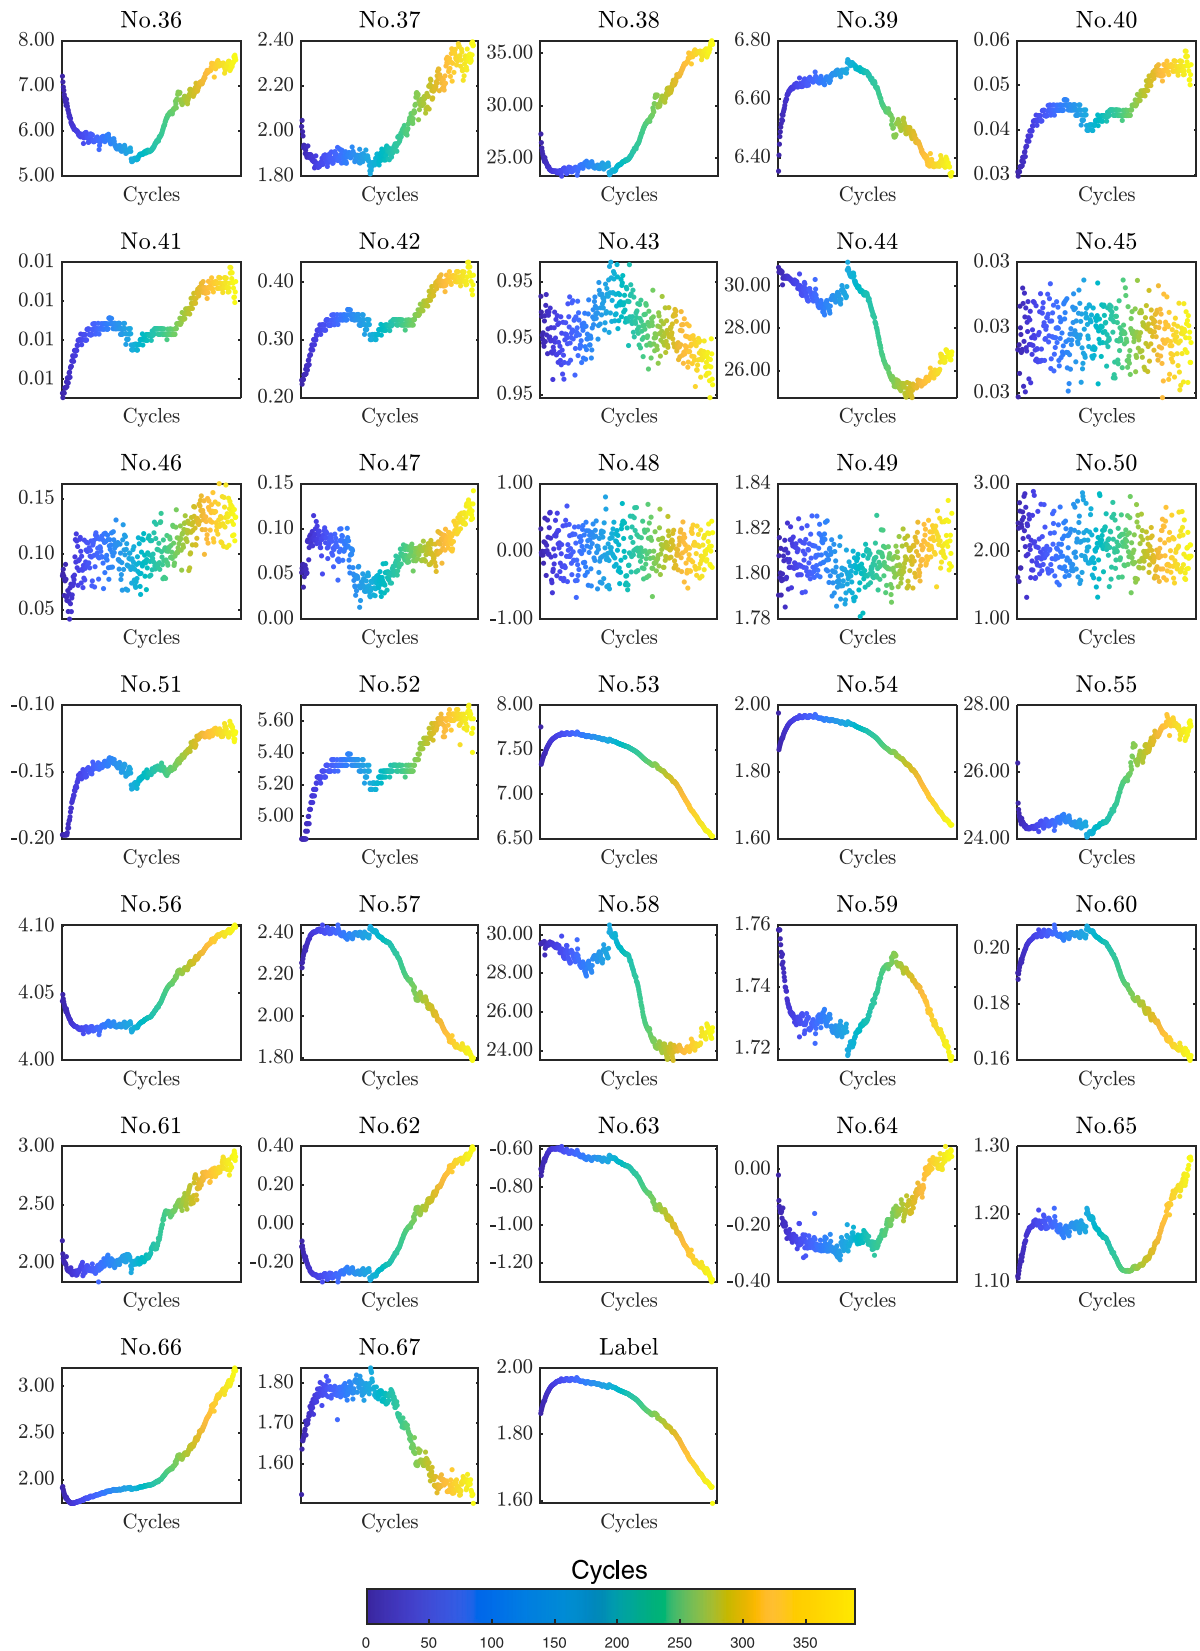 No.36 No.37 No.38 No.39 No.40
8.00 7.00 6.00 5.00 2.40 2.20 2.00 1.80 35.00 30.00 25.00 6.80 6.60 6.40 0.06 0.05 0.04 0.03
Cycles Cycles Cycles Cycles Cycles
No.41 No.42 No.43 No.44 No.45
0.01 0.01 0.01 0.01 0.40 0.30 0.20 0.95 0.95 0.95 30.00 28.00 26.00 0.03 0.03 0.03
Cycles Cycles Cycles Cycles Cycles
No.46 No.47 No.48 No.49 No.50
0.15 0.10 0.05 0.15 0.10 0.05 0.00 1.00 0.00 -1.00 1.84 1.82 1.80 1.78 3.00 2.00 1.00
Cycles Cycles Cycles Cycles Cycles
No.51 No.52 No.53 No.54 No.55
-0.10 -0.15 -0.20 5.60 5.40 5.20 5.00 8.00 7.50 7.00 6.50 2.00 1.80 1.60 28.00 26.00 24.00
Cycles Cycles Cycles Cycles Cycles
No.56 No.57 No.58 No.59 No.60
4.10 4.05 4.00 2.40 2.20 2.00 1.80 30.00 28.00 26.00 24.00 1.76 1.74 1.72 0.20 0.18 0.16
Cycles Cycles Cycles Cycles Cycles
No.61 No.62 No.63 No.64 No.65
3.00 2.50 2.00 0.40 0.20 0.00 -0.20 -0.60 -0.80 -1.00 -1.20 0.00 -0.20 -0.40 1.30 1.20 1.10
Cycles Cycles Cycles Cycles Cycles
No.66 No.67 Label
3.00 2.50 2.00 1.80 1.70 1.60 2.00 1.80 1.60
Cycles Cycles Cycles
Cycles
0 50 100 150 200 250 300 350